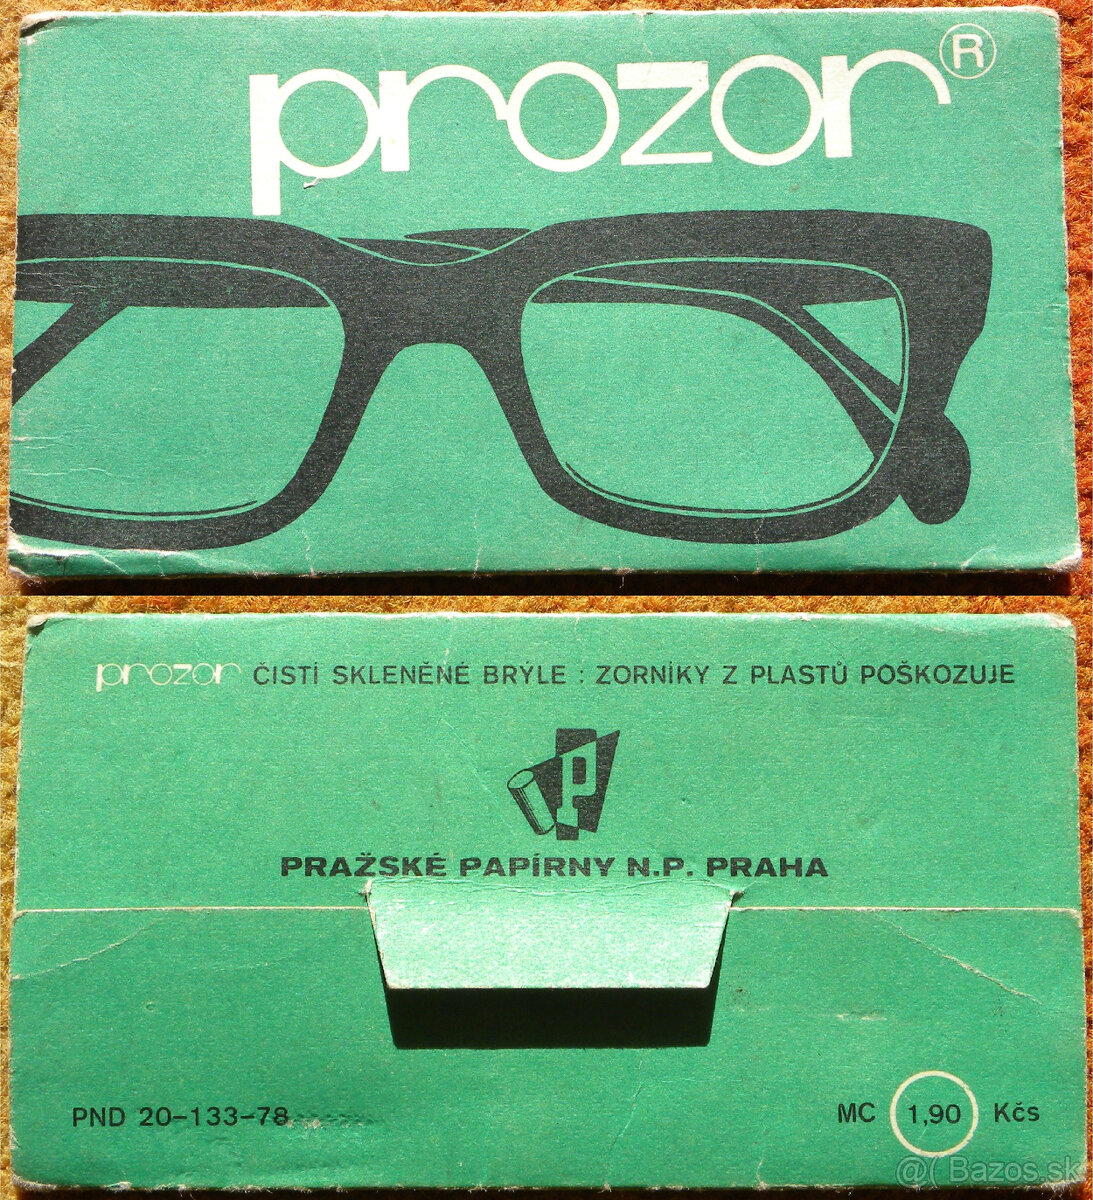 prozor®
prozor ČISTÍ SKLENĚNÉ BRÝLE : ZORNÍKY Z PLASTŮ POŠKOZUJE
P
PRAŽSKÉ PAPÍRNY N.P. PRAHA
PND 20-133-78
MC 1,90 Kčs
@( Bazos.sk